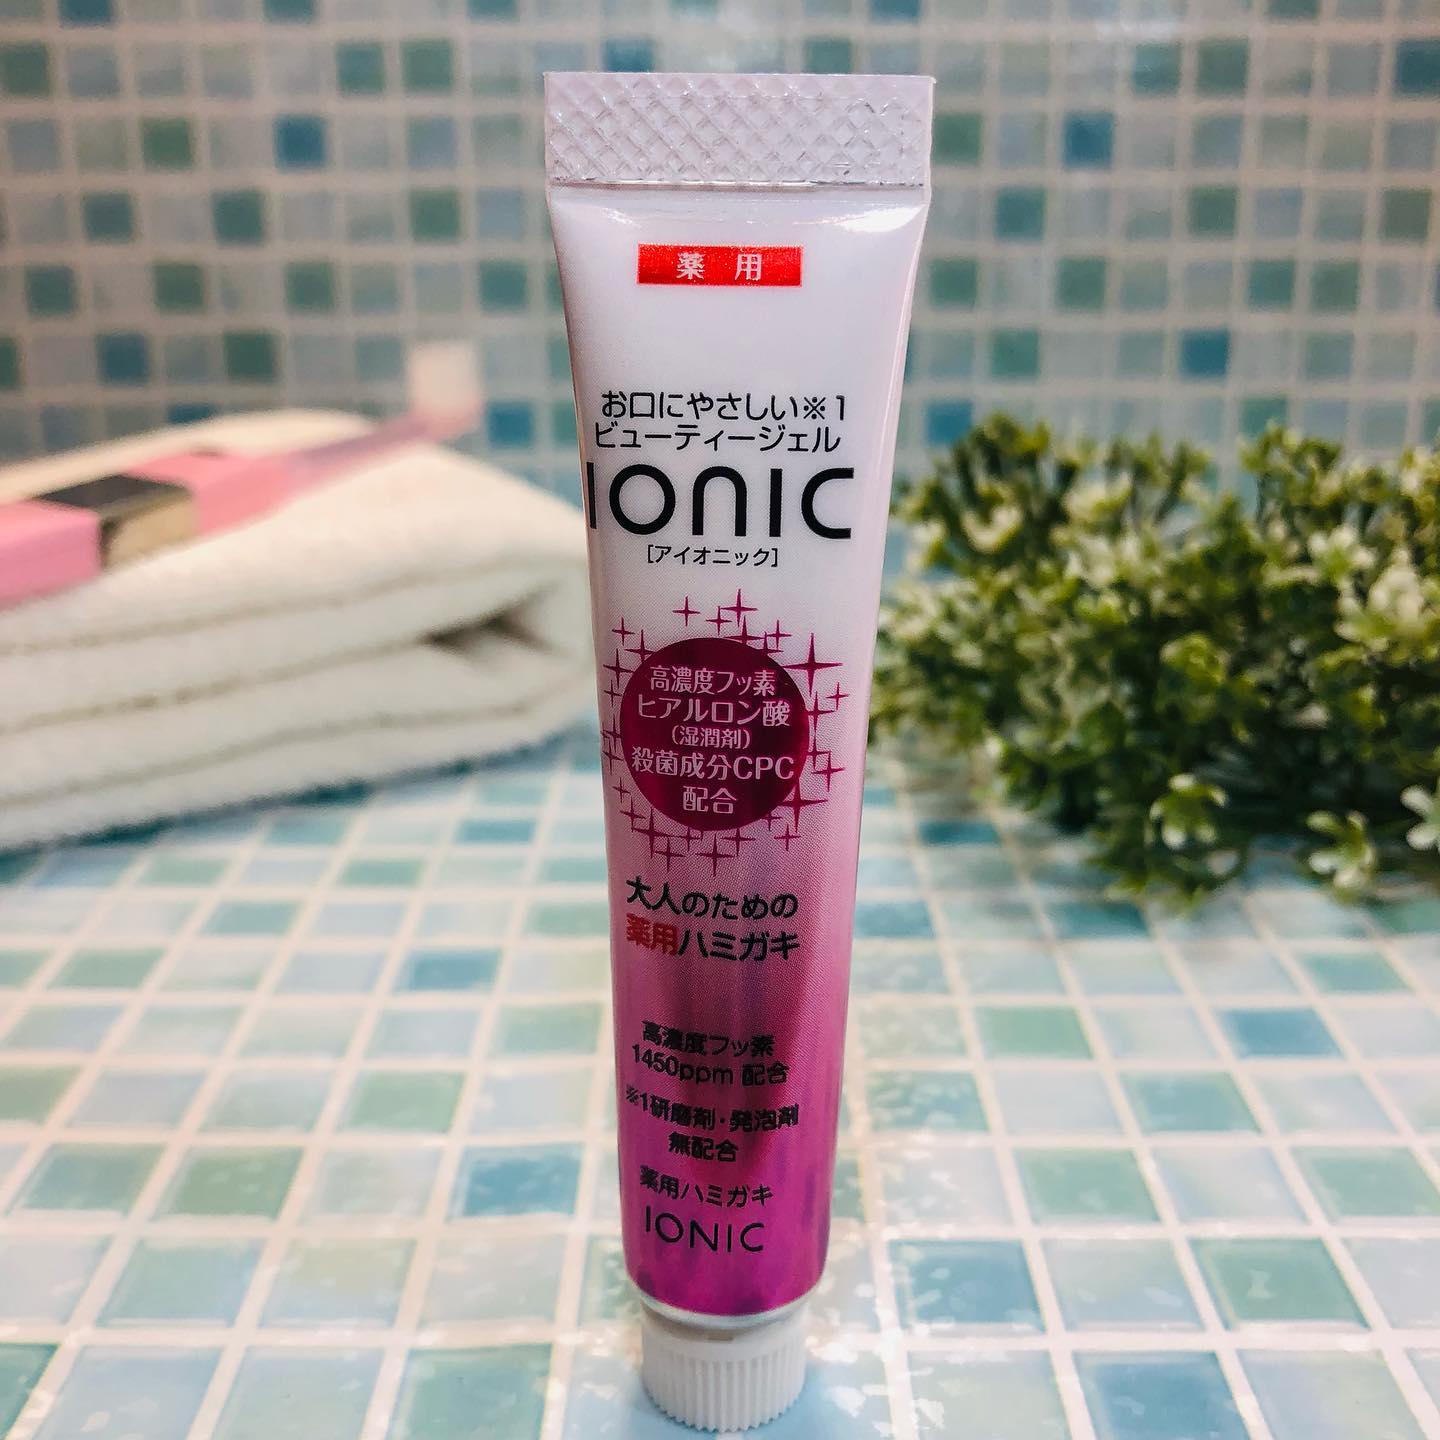 薬用
お口にやさしい※1
ビューティージェル
IONIC
[アイオニック]
高濃度フッ素
ヒアルロン酸
(湿潤剤)
殺菌成分CPC
配合
大人のための
薬用ハミガキ
高濃度フッ素
1450ppm 配合
※1研磨剤・発泡剤
無配合
薬用ハミガキ
IONIC